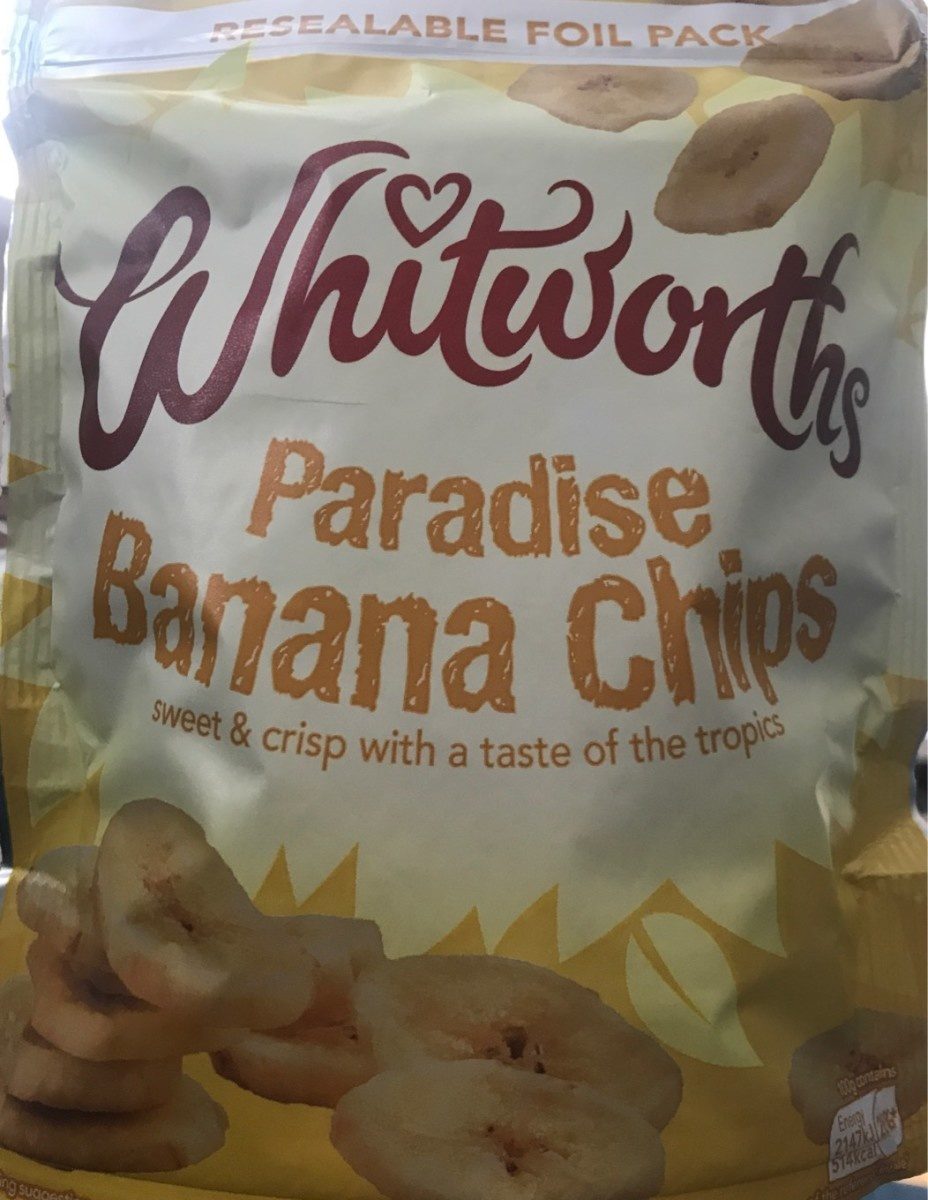 RESEALABLE FOIL PACK
Whitworths
Paradise
Banana Chips
sweet & crisp with a taste of the tropics
100g contains
Energy
2147kJ
514kcal